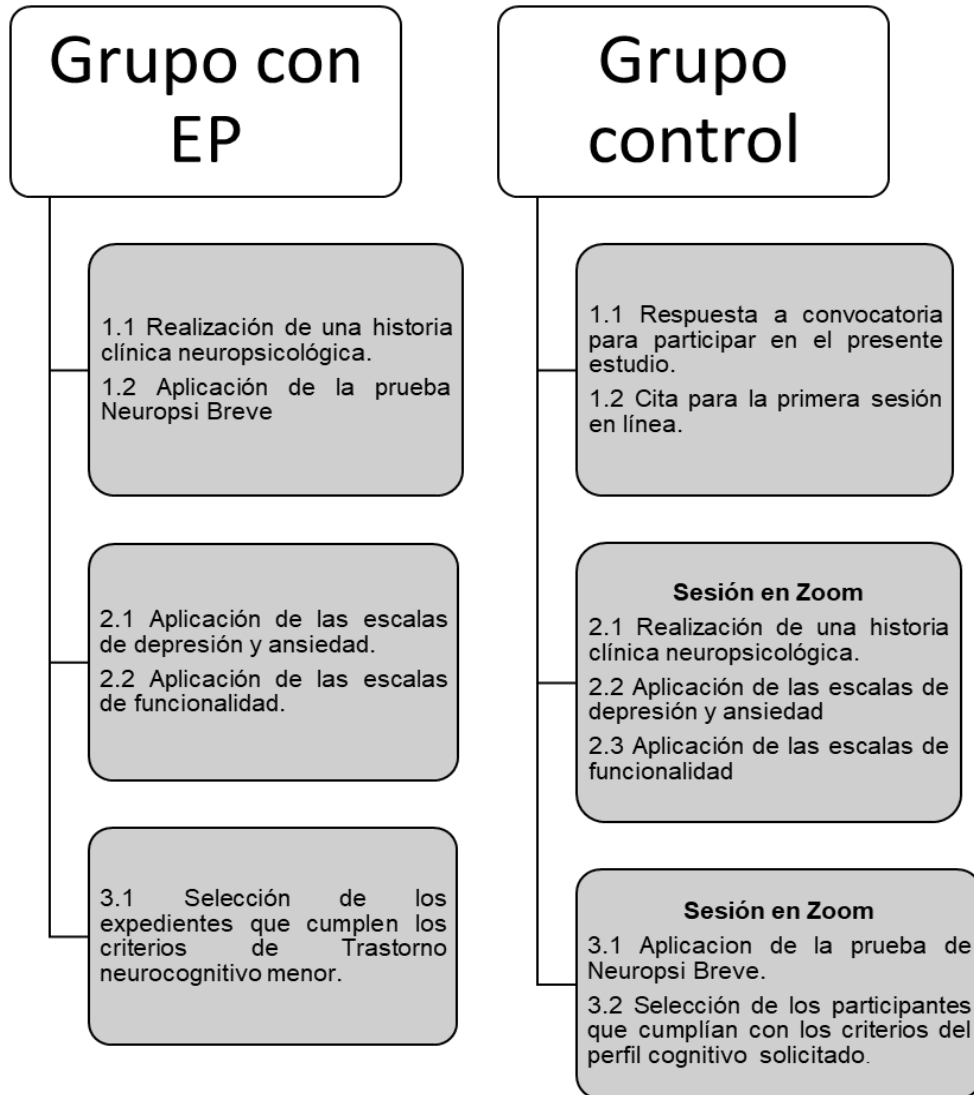 Grupo con
EP
1.1 Realización de una historia
clínica neuropsicológica.
1.2 Aplicación de la prueba
Neuropsi Breve
2.1 Aplicación de las escalas
de depresión y ansiedad.
2.2 Aplicación de las escalas
de funcionalidad.
3.1 Selección de los
expedientes que cumplen los
criterios de Trastorno
neurocognitivo menor.
Grupo
control
1.1 Respuesta a convocatoria
para participar en el presente
estudio.
1.2 Cita para la primera sesión
en línea.
Sesión en Zoom
2.1 Realización de una historia
clínica neuropsicológica.
2.2 Aplicación de las escalas de
depresión y ansiedad
2.3 Aplicación de las escalas de
funcionalidad
Sesión en Zoom
3.1 Aplicacion de la prueba de
Neuropsi Breve.
3.2 Selección de los participantes
que cumplían con los criterios del
perfil cognitivo solicitado.